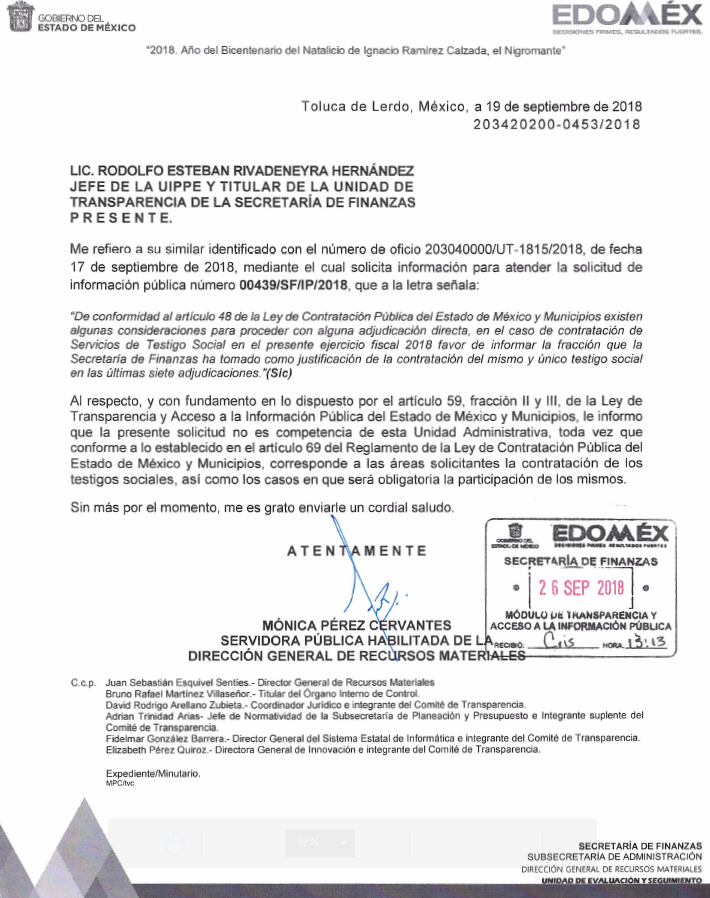 GOBIERNO DEL
ESTADO DE MÉXICO
EDOMÉX
DECISIONES FIRMES, RESULTADOS FUERTES.
"2018. Año del Bicentenario del Natalicio de Ignacio Ramírez Calzada, el Nigromante"
Toluca de Lerdo, México, a 19 de septiembre de 2018
203420200-0453/2018
LIC. RODOLFO ESTEBAN RIVADENEYRA HERNÁNDEZ
JEFE DE LA UIPPE Y TITULAR DE LA UNIDAD DE
TRANSPARENCIA DE LA SECRETARÍA DE FINANZAS
P R E S E N T E.
Me refiero a su similar identificado con el número de oficio 203040000/UT-1815/2018, de fecha
17 de septiembre de 2018, mediante el cual solicita información para atender la solicitud de
información pública número 00439/SF/IP/2018, que a la letra señala:
"De conformidad al artículo 48 de la Ley de Contratación Pública del Estado de México y Municipios existen
algunas consideraciones para proceder con alguna adjudicación directa, en el caso de contratación de
Servicios de Testigo Social en el presente ejercicio fiscal 2018 favor de informar la fracción que la
Secretaría de Finanzas ha tomado como justificación de la contratación del mismo y único testigo social
en las últimas siete adjudicaciones."(Sic)
Al respecto, y con fundamento en lo dispuesto por el artículo 59, fracción II y III, de la Ley de
Transparencia y Acceso a la Información Pública del Estado de México y Municipios, le informo
que la presente solicitud no es competencia de esta Unidad Administrativa, toda vez que
conforme a lo establecido en el artículo 69 del Reglamento de la Ley de Contratación Pública del
Estado de México y Municipios, corresponde a las áreas solicitantes la contratación de los
testigos sociales, así como los casos en que será obligatoria la participación de los mismos.
Sin más por el momento, me es grato enviarle un cordial saludo.
A T E N T A M E N T E
MÓNICA PÉREZ CERVANTES
SERVIDORA PÚBLICA HABILITADA DE LA
DIRECCIÓN GENERAL DE RECURSOS MATERIALES
GOBIERNO DEL
ESTADO DE MÉXICO
EDOMÉX
DECISIONES FIRMES, RESULTADOS FUERTES
SECRETARÍA DE FINANZAS
26 SEP 2018
MÓDULO DE TRANSPARENCIA Y
ACCESO A LA INFORMACIÓN PÚBLICA
RECIBIÓ: Cris HORA 13:13
C.c.p. Juan Sebastián Esquivel Sentíes.- Director General de Recursos Materiales
Bruno Rafael Martínez Villaseñor.- Titular del Órgano Interno de Control.
David Rodrigo Arellano Zubieta.- Coordinador Jurídico e integrante del Comité de Transparencia.
Adrian Trinidad Arias- Jefe de Normatividad de la Subsecretaría de Planeación y Presupuesto e Integrante suplente del
Comité de Transparencia.
Fidelmar González Barrera.- Director General del Sistema Estatal de Informática e integrante del Comité de Transparencia.
Elizabeth Pérez Quiroz.- Directora General de Innovación e integrante del Comité de Transparencia.
Expediente/Minutario.
MPC/tvc
SECRETARÍA DE FINANZAS
SUBSECRETARÍA DE ADMINISTRACIÓN
DIRECCIÓN GENERAL DE RECURSOS MATERIALES
UNIDAD DE EVALUACIÓN Y SEGUIMIENTO